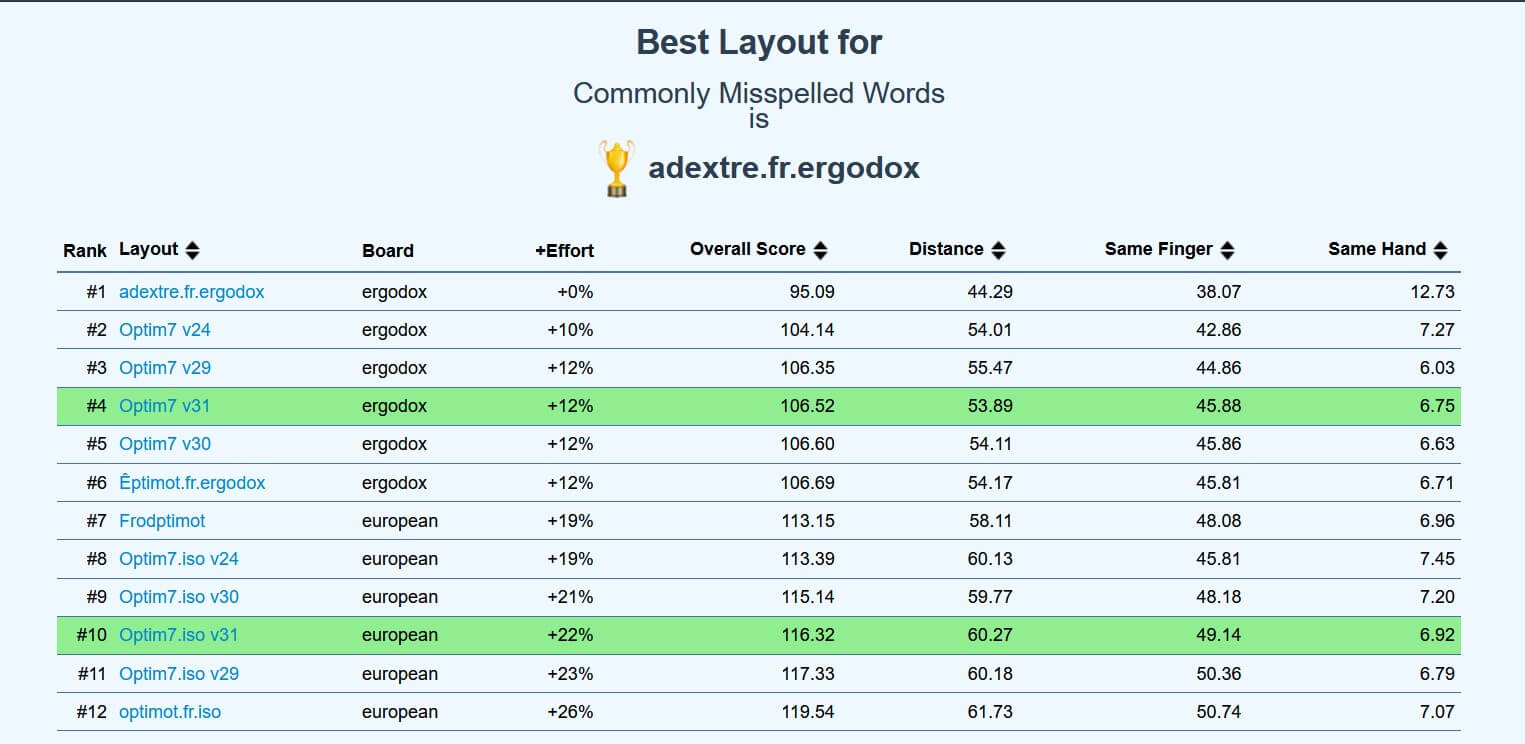 Best Layout for
Commonly Misspelled Words
is
adextre.fr.ergodox
Rank Layout Board +Effort Overall Score Distance Same Finger Same Hand
#1 adextre.fr.ergodox ergodox +0% 95.09 44.29 38.07 12.73
#2 Optim7 v24 ergodox +10% 104.14 54.01 42.86 7.27
#3 Optim7 v29 ergodox +12% 106.35 55.47 44.86 6.03
#4 Optim7 v31 ergodox +12% 106.52 53.89 45.88 6.75
#5 Optim7 v30 ergodox +12% 106.60 54.11 45.86 6.63
#6 Êptimot.fr.ergodox ergodox +12% 106.69 54.17 45.81 6.71
#7 Frodptimot european +19% 113.15 58.11 48.08 6.96
#8 Optim7.iso v24 european +19% 113.39 60.13 45.81 7.45
#9 Optim7.iso v30 european +21% 115.14 59.77 48.18 7.20
#10 Optim7.iso v31 european +22% 116.32 60.27 49.14 6.92
#11 Optim7.iso v29 european +23% 117.33 60.18 50.36 6.79
#12 optimot.fr.iso european +26% 119.54 61.73 50.74 7.07